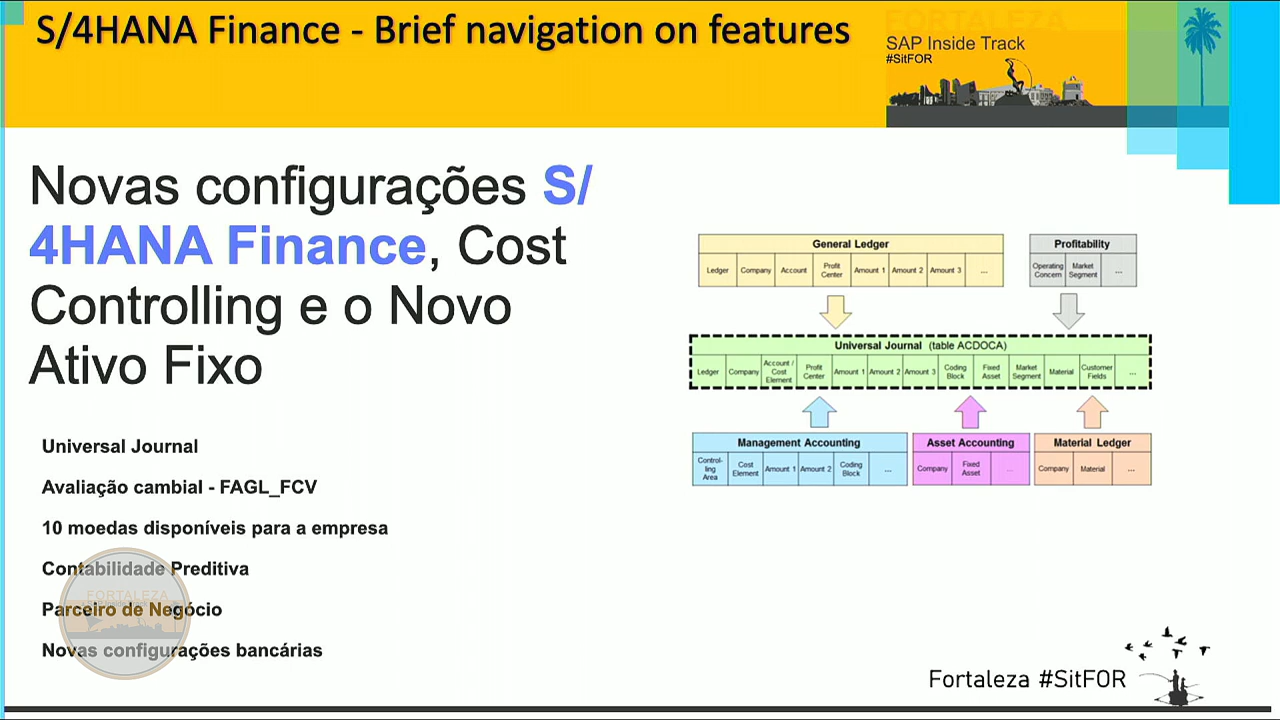 S/4HANA Finance - Brief navigation on features
FORTALEZA
SAP Inside Track
#SitFOR
Novas configurações S/
4HANA Finance, Cost
Controlling e o Novo
Ativo Fixo
Universal Journal
Avaliação cambial - FAGL_FCV
10 moedas disponíveis para a empresa
Contabilidade Preditiva
Parceiro de Negócio
Novas configurações bancárias
FORTALEZA
General Ledger
Ledger Company Account Profit Center Amount 1 Amount 2 Amount 3 ...
Profitability
Operating Concern Market Segment ...
Universal Journal (table ACDOCA)
Ledger Company Account / Cost Element Profit Center Amount 1 Amount 2 Amount 3 Coding Block Fixed Asset Market Segment Material Customer Fields ...
Management Accounting
Control-ling Area Cost Element Amount 1 Amount 2 Coding Block ...
Asset Accounting
Company Fixed Asset ...
Material Ledger
Company Material ...
Fortaleza #SitFOR